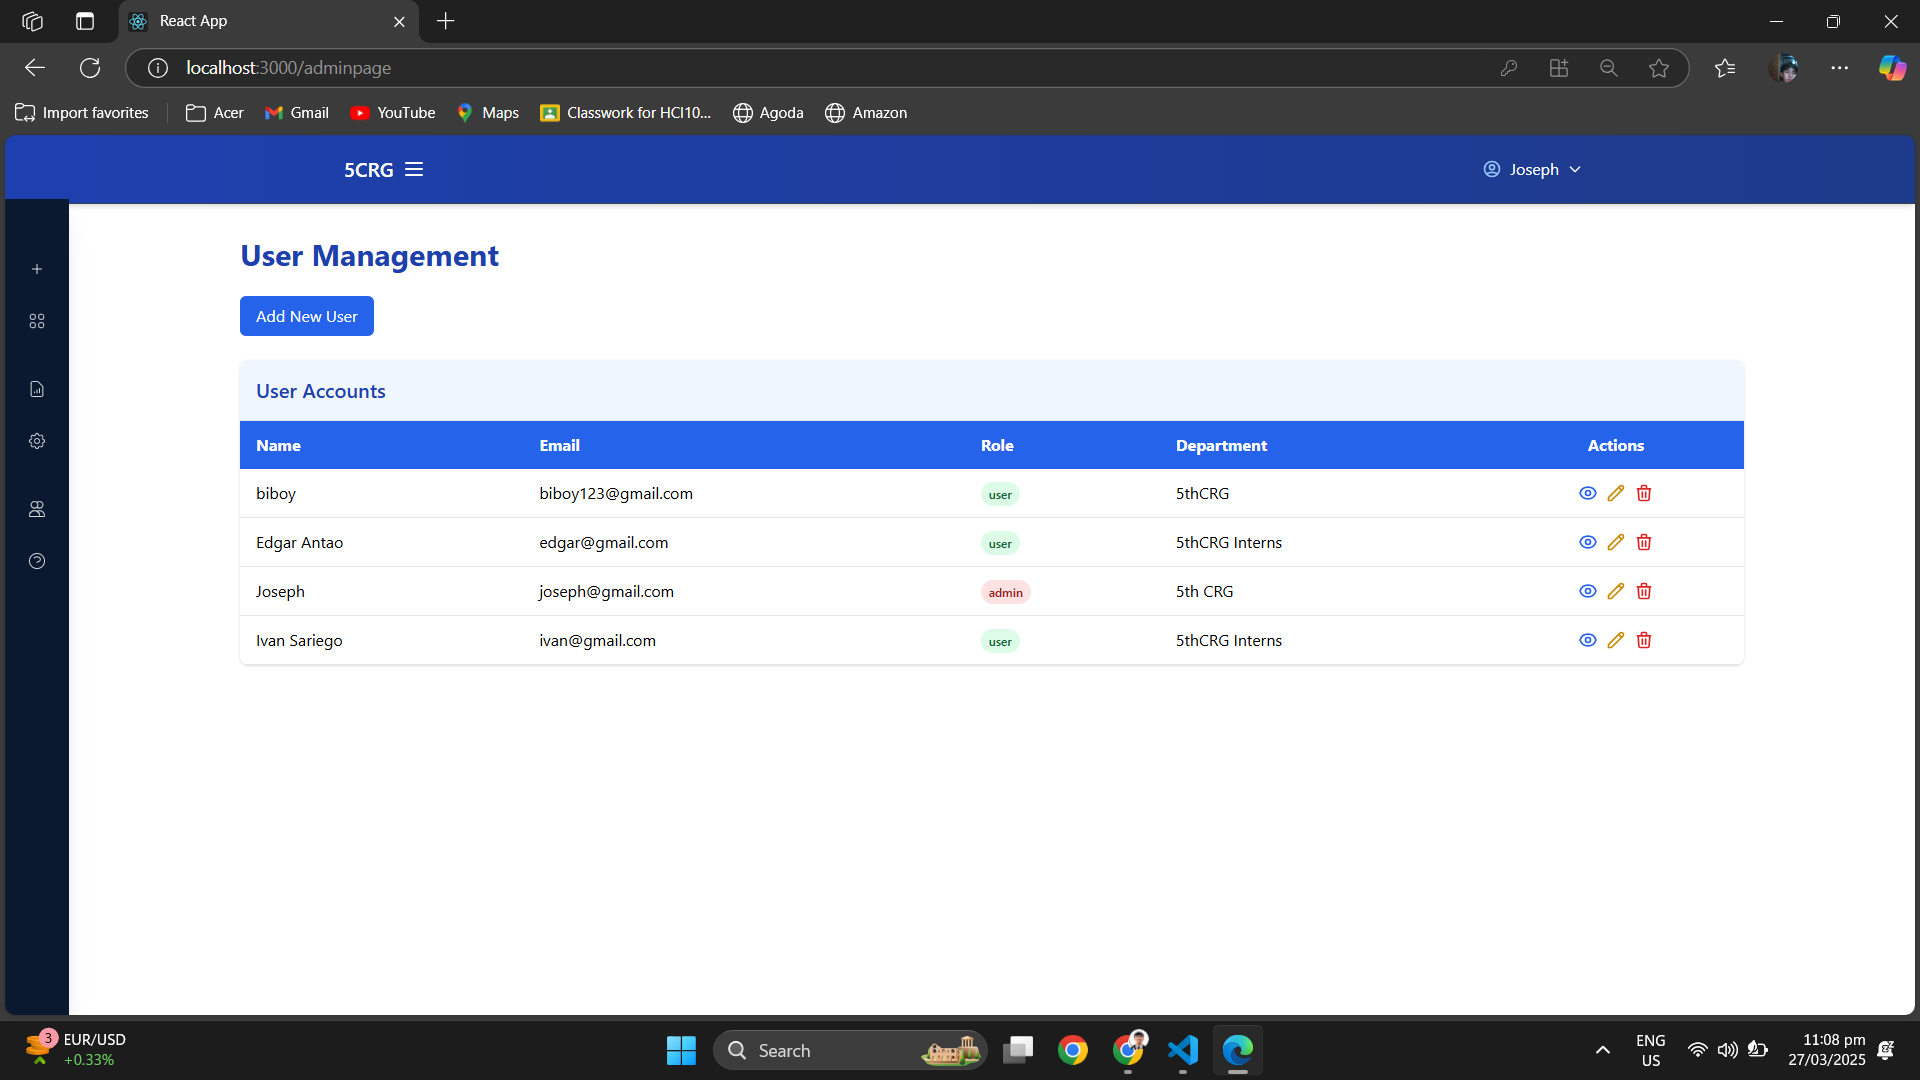 React App
localhost:3000/adminpage
Import favorites
Acer
Gmail
YouTube
Maps
Classwork for HCI10...
Agoda
Amazon
5CRG
Joseph
User Management
Add New User
User Accounts
Name Email Role Department Actions
biboy biboy123@gmail.com user 5thCRG
Edgar Antao edgar@gmail.com user 5thCRG Interns
Joseph joseph@gmail.com admin 5th CRG
Ivan Sariego ivan@gmail.com user 5thCRG Interns
3
EUR/USD
+0.33%
Search
ENG
US
11:08 pm
27/03/2025